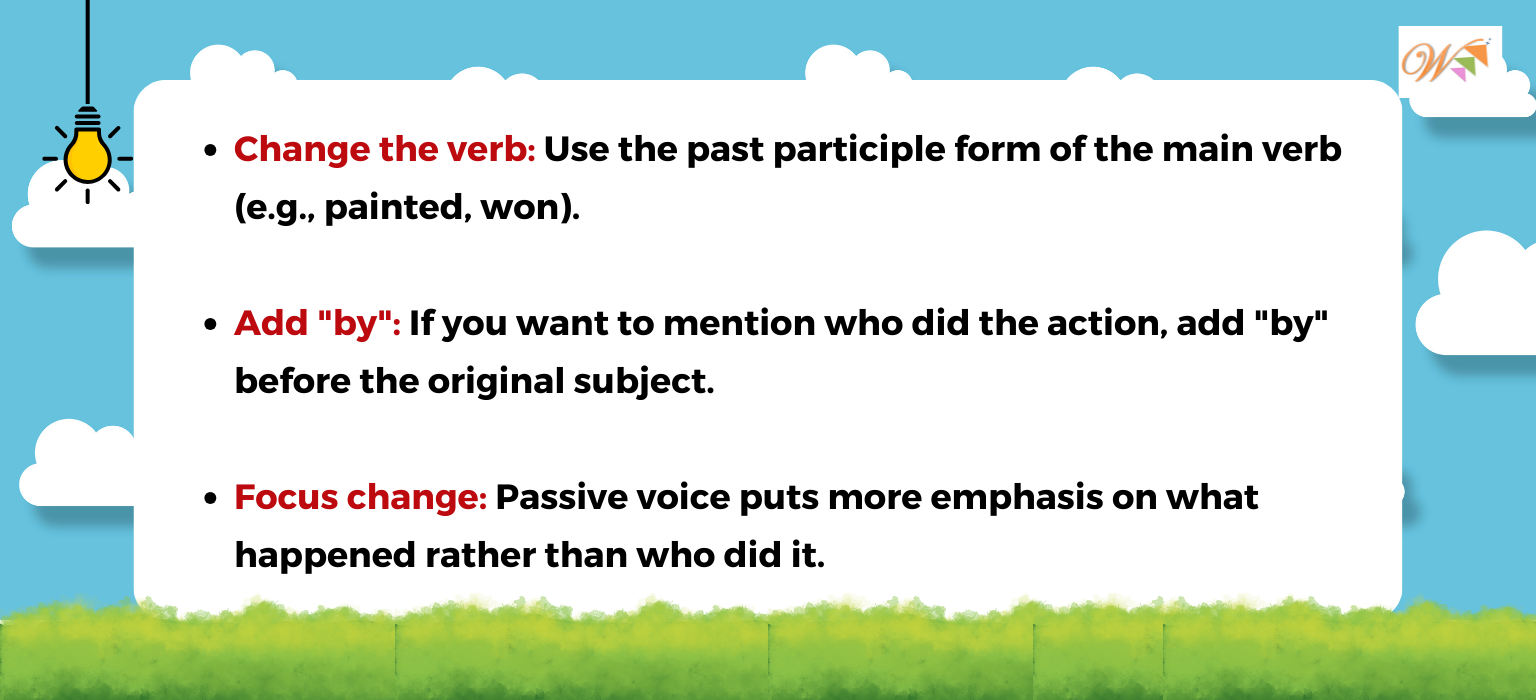 W
• Change the verb: Use the past participle form of the main verb
(e.g., painted, won).
• Add "by": If you want to mention who did the action, add "by"
before the original subject.
• Focus change: Passive voice puts more emphasis on what
happened rather than who did it.